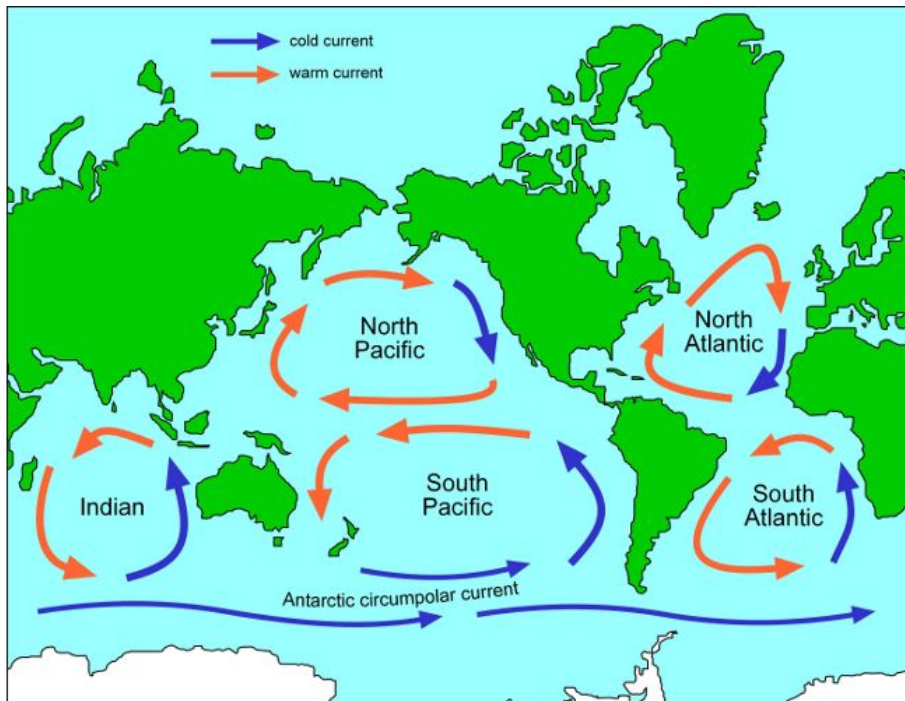 cold current
warm current
North
Pacific
North
Atlantic
Indian
South
Pacific
South
Atlantic
Antarctic circumpolar current